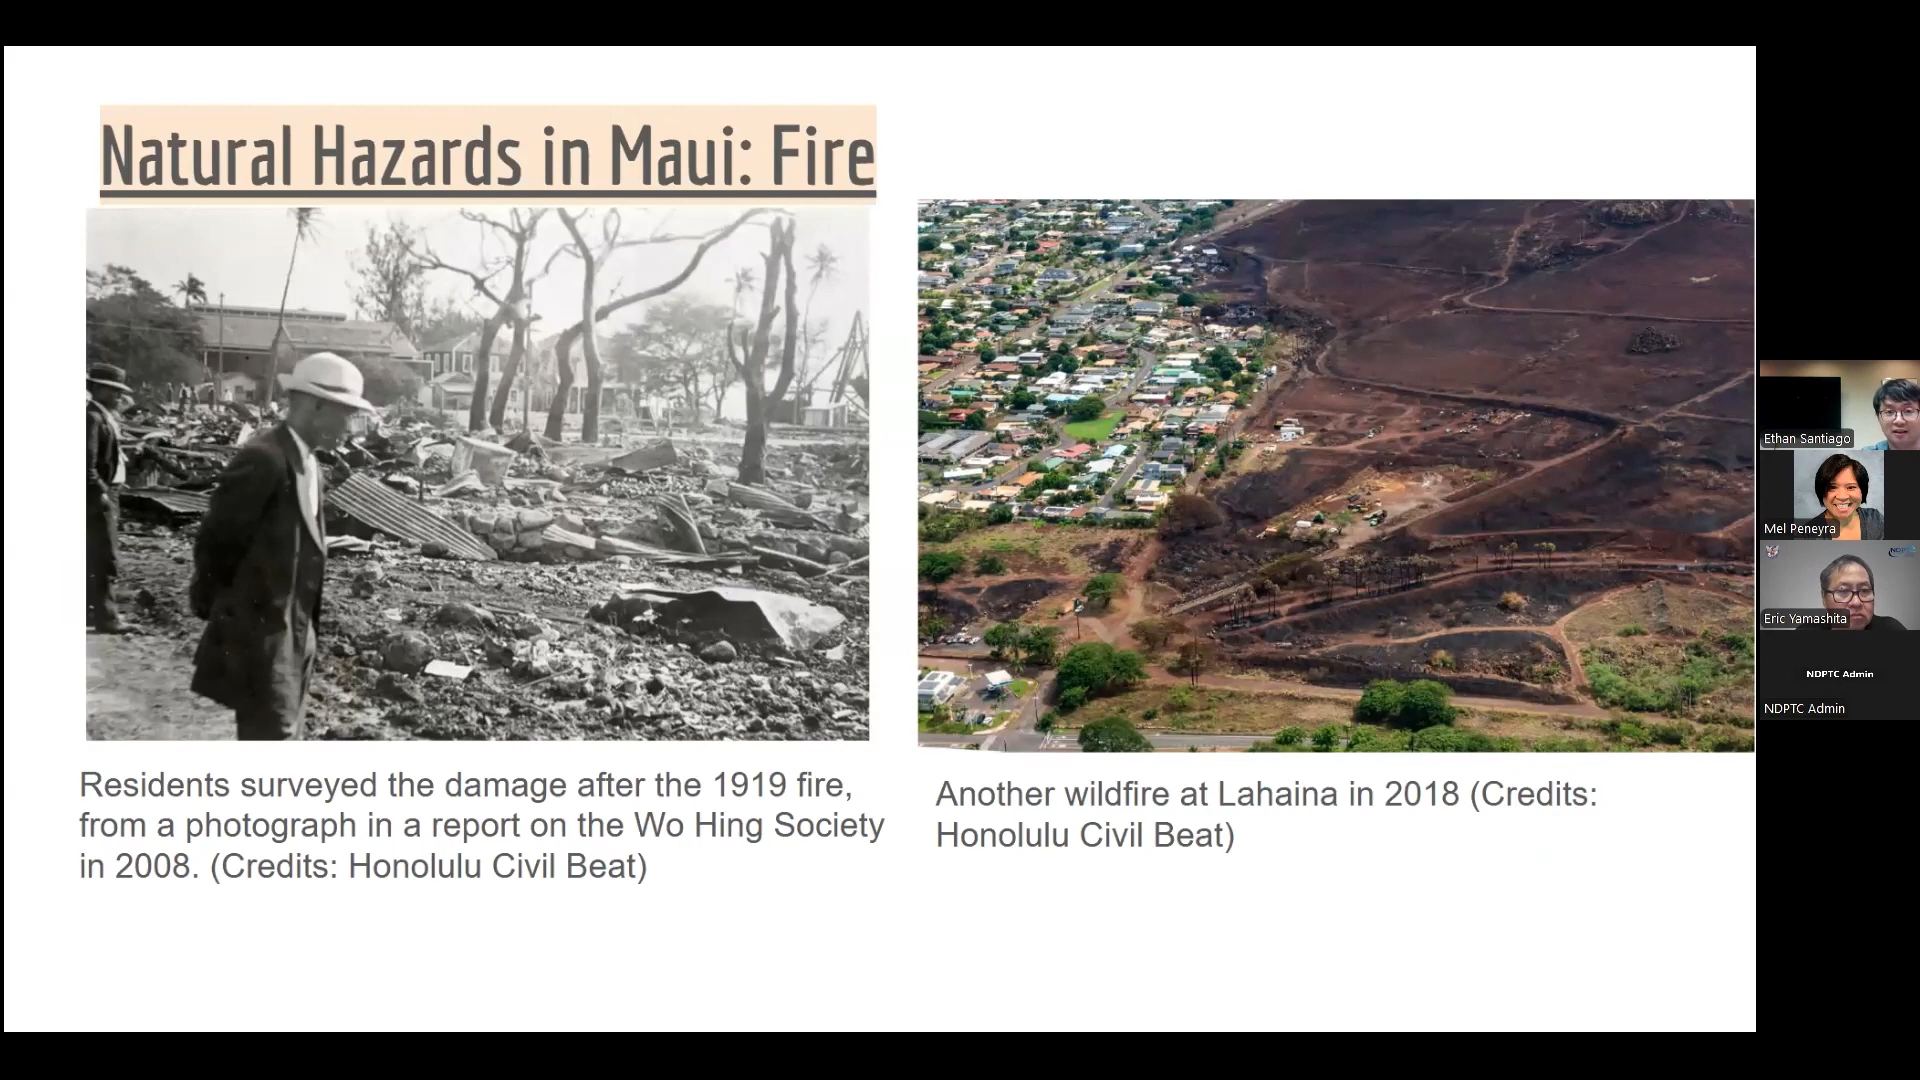 Natural Hazards in Maui: Fire
Residents surveyed the damage after the 1919 fire,
from a photograph in a report on the Wo Hing Society
in 2008. (Credits: Honolulu Civil Beat)
Another wildfire at Lahaina in 2018 (Credits:
Honolulu Civil Beat)
Ethan Santiago
Mel Peneyra
Eric Yamashita
NDPTC Admin
NDPTC Admin